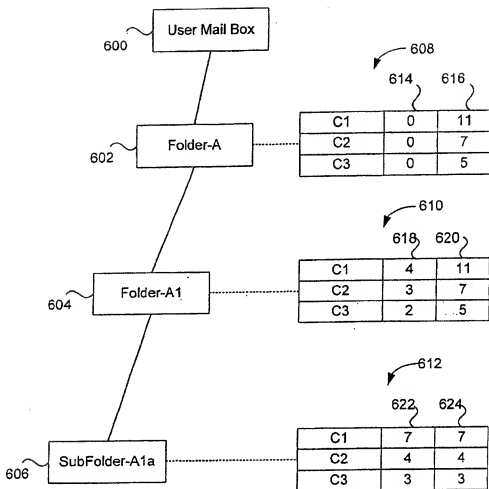 User Mail Box
600
608
614 616
C1 0 11
C2 0 7
C3 0 5
Folder-A
602
610
618 620
C1 4 11
C2 3 7
C3 2 5
Folder-A1
604
612
622 624
C1 7 7
C2 4 4
C3 3 3
SubFolder-A1a
606